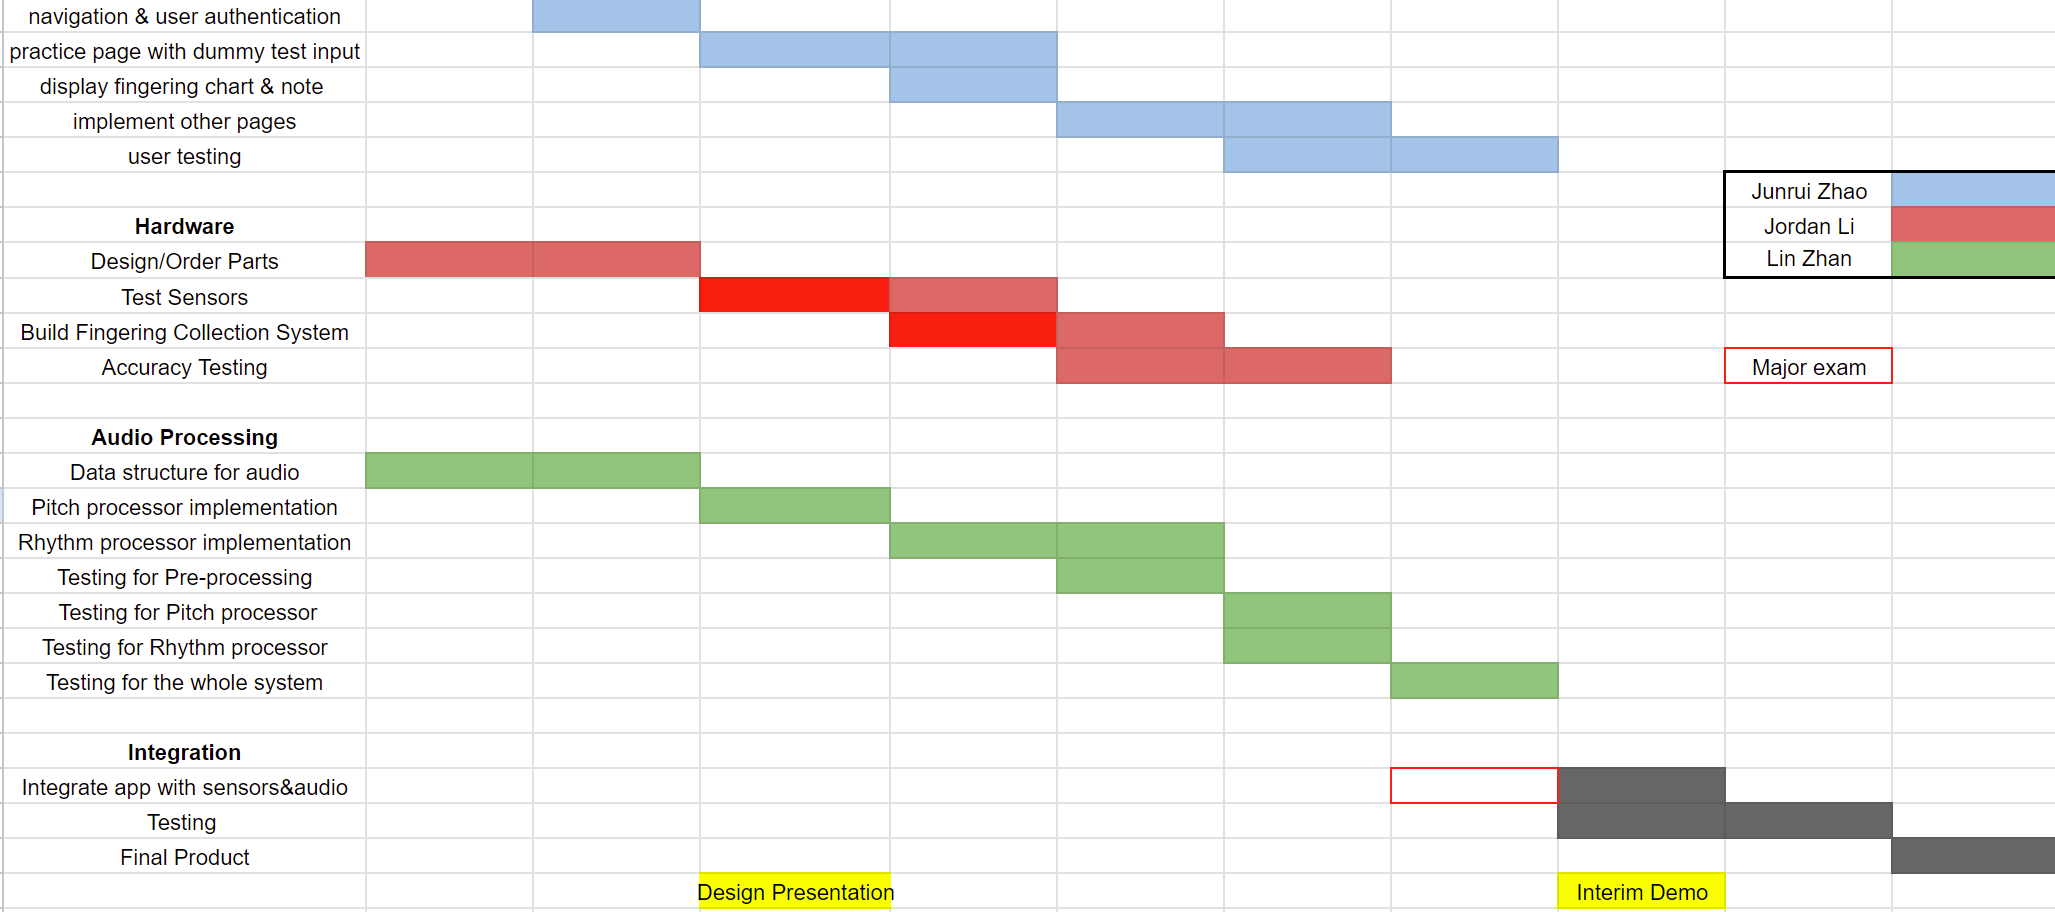 navigation & user authentication
practice page with dummy test input
display fingering chart & note
implement other pages
user testing
Junrui Zhao
Hardware
Jordan Li
Design/Order Parts
Lin Zhan
Test Sensors
Build Fingering Collection System
Accuracy Testing
Major exam
Audio Processing
Data structure for audio
Pitch processor implementation
Rhythm processor implementation
Testing for Pre-processing
Testing for Pitch processor
Testing for Rhythm processor
Testing for the whole system
Integration
Integrate app with sensors&audio
Testing
Final Product
Design Presentation
Interim Demo